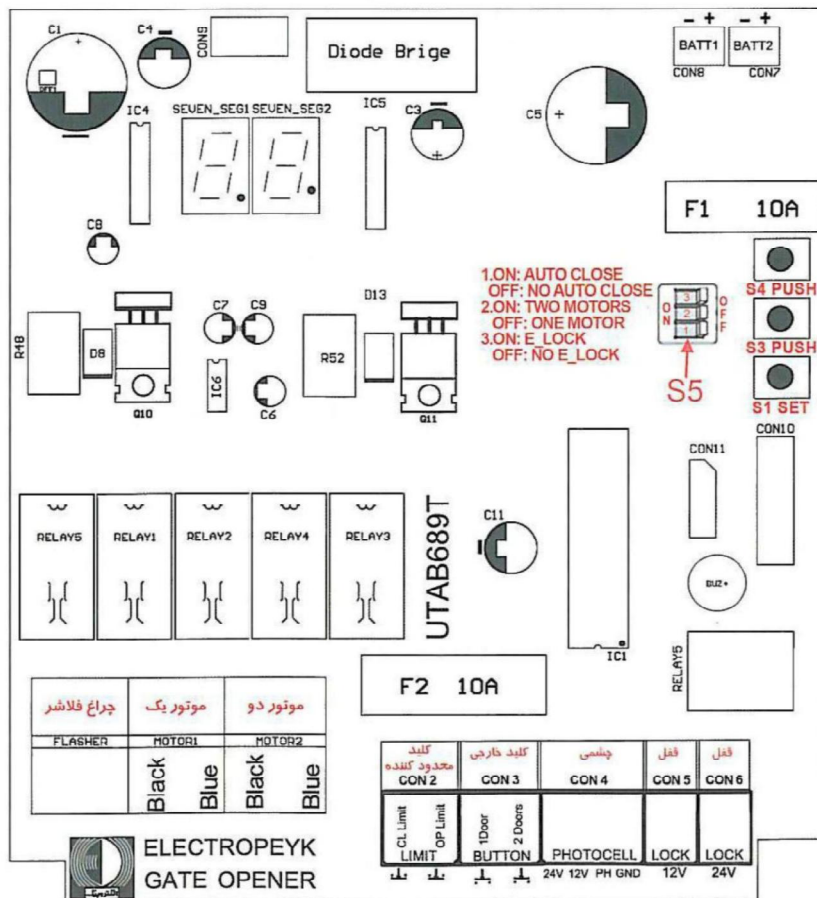 C1
C4
CON9
Diode Brige
- + - +
BATT1 BATT2
CON8 CON7
IC4
SEVEN_SEG1 SEVEN_SEG2
IC5
C3
C5
F1 10A
C8
S4 PUSH
1.ON: AUTO CLOSE
OFF: NO AUTO CLOSE
2.ON: TWO MOTORS
OFF: ONE MOTOR
3.ON: E_LOCK
OFF: NO E_LOCK
ON
3
2
1
OFF
S5
S3 PUSH
S1 SET
R48
D8
Q10
C7 C9
IC6
C6
D13
R52
Q11
CON10
CON11
RELAY5 RELAY1 RELAY2 RELAY4 RELAY3
UTAB689T
C11
IC1
BUZ+
RELAY5
F2 10A
چراغ فلاشر موتور یک موتور دو
FLASHER MOTOR1 MOTOR2
Black Blue Black Blue
کلید محدود کننده
کلید خارجی
چشمی
قفل
قفل
CON 2 CON 3 CON 4 CON 5 CON 6
CL Limit OP Limit 1Door 2 Doors
LIMIT BUTTON PHOTOCELL LOCK LOCK
24V 12V PH GND 12V 24V
ELECTROPEYK
GATE OPENER